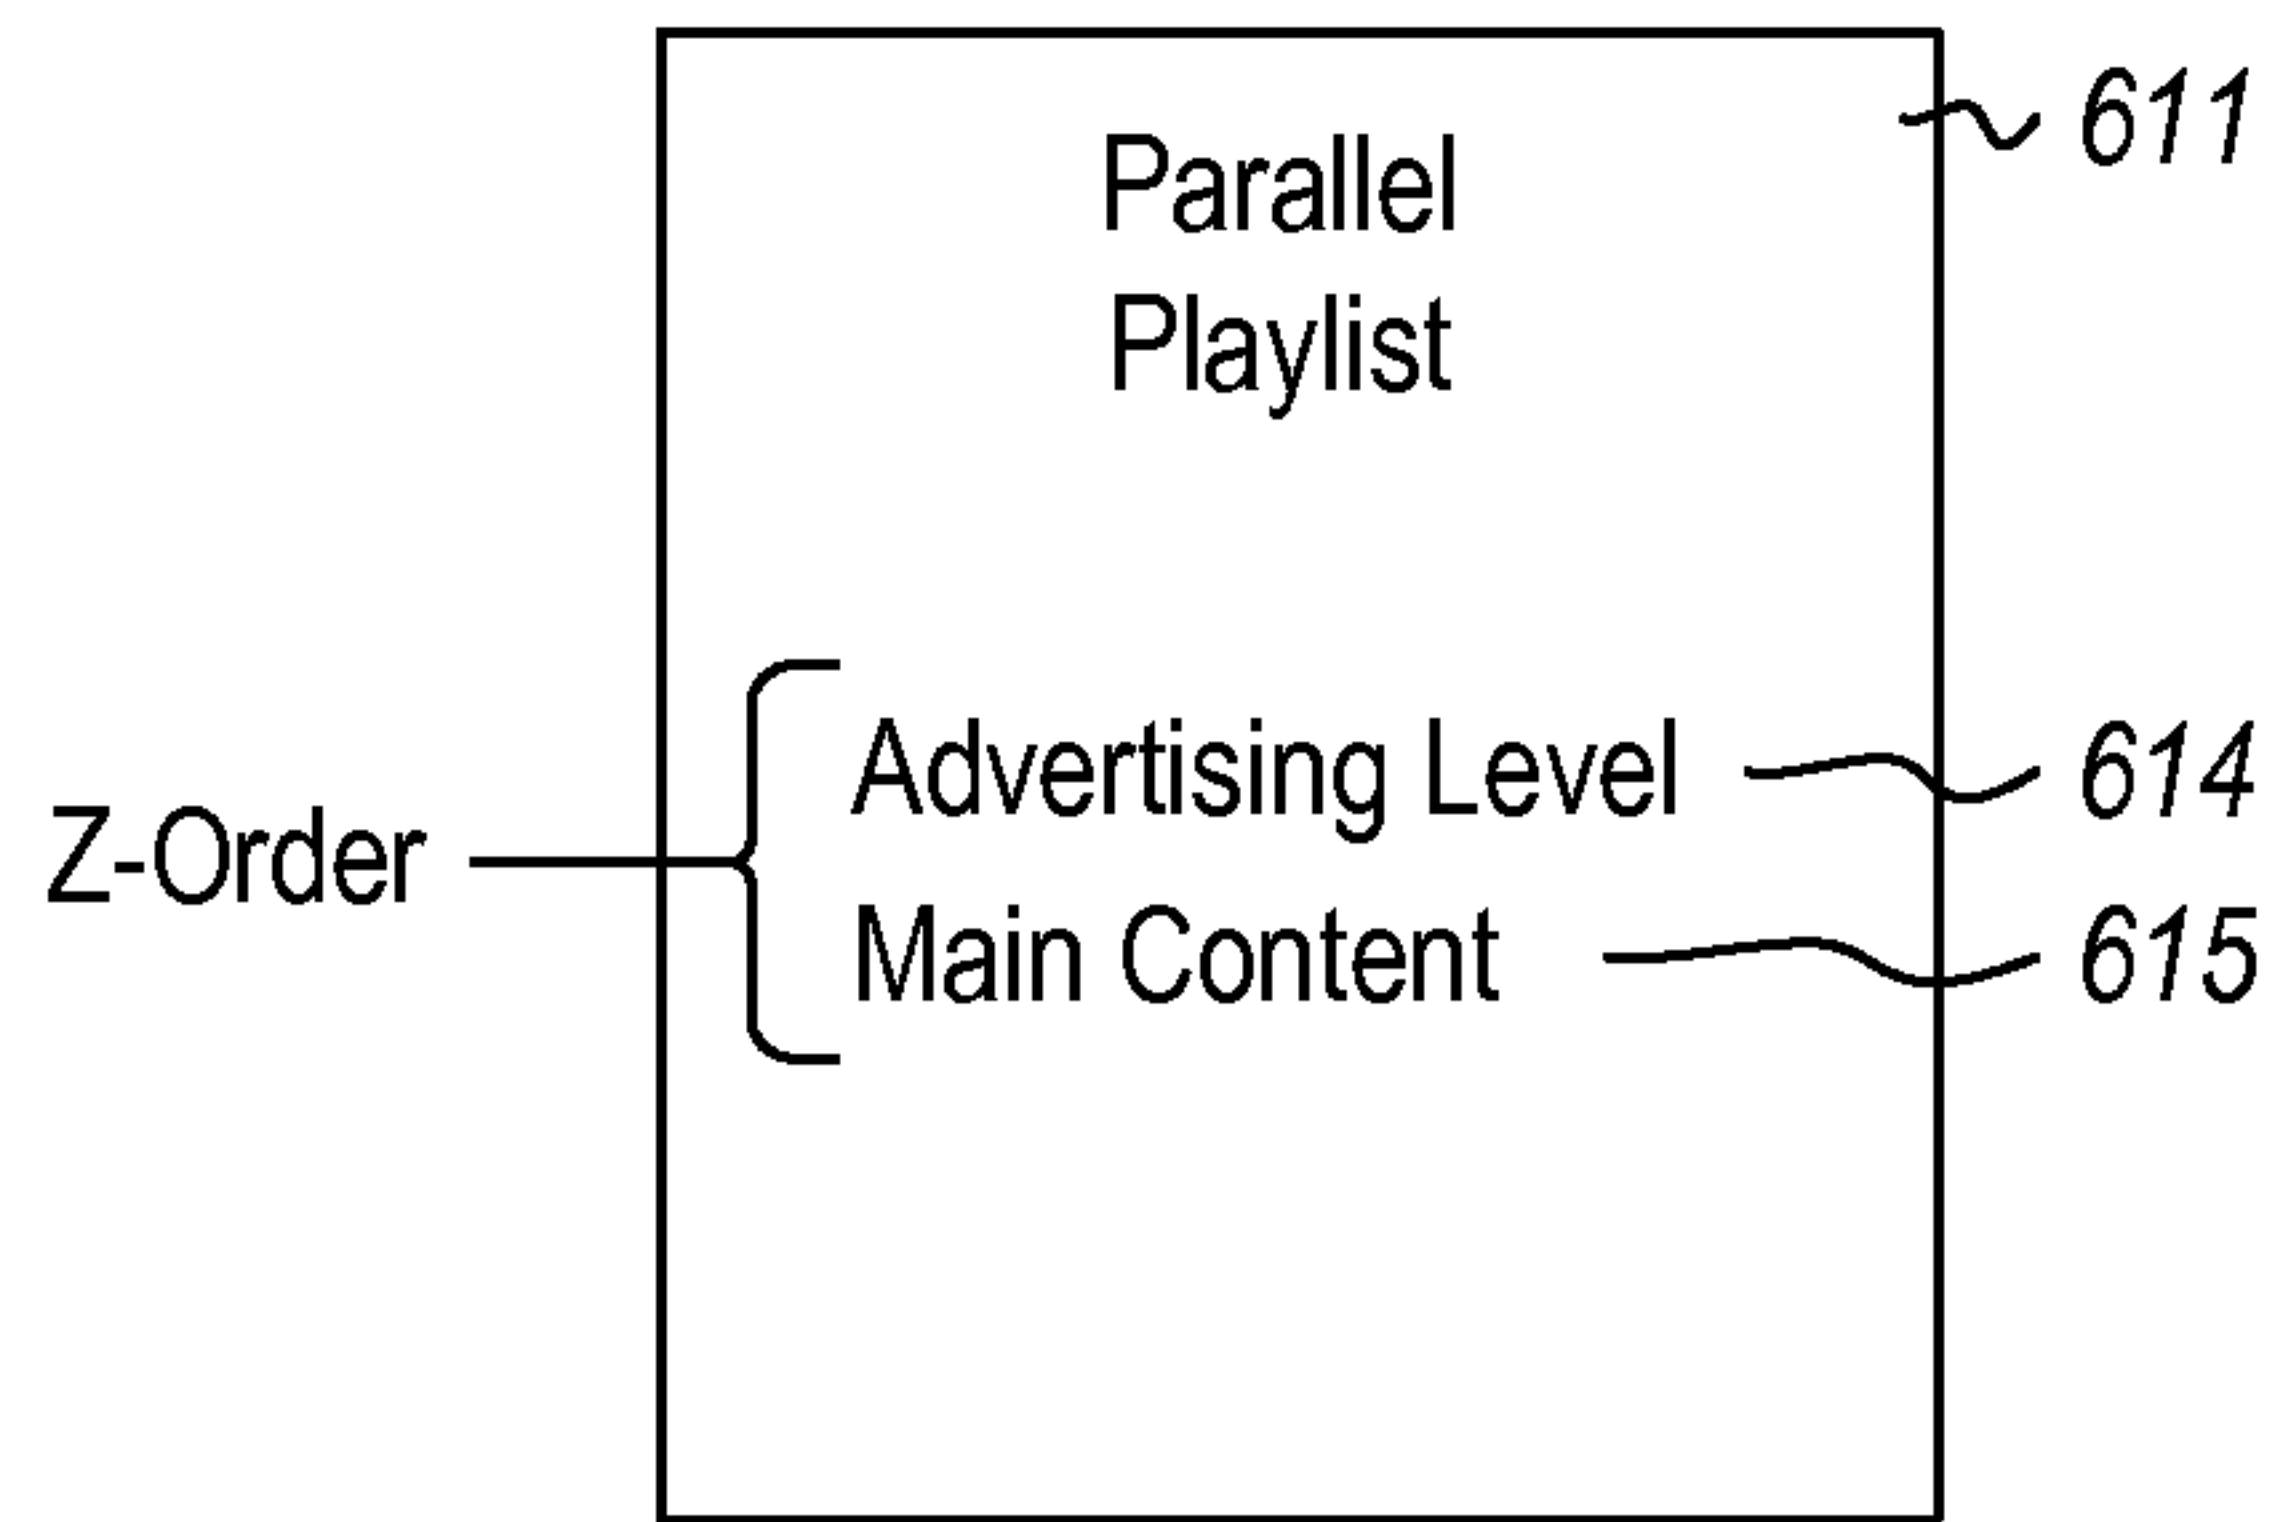 Parallel 611
Playlist
Advertising Level 614
Z-Order
Main Content 615